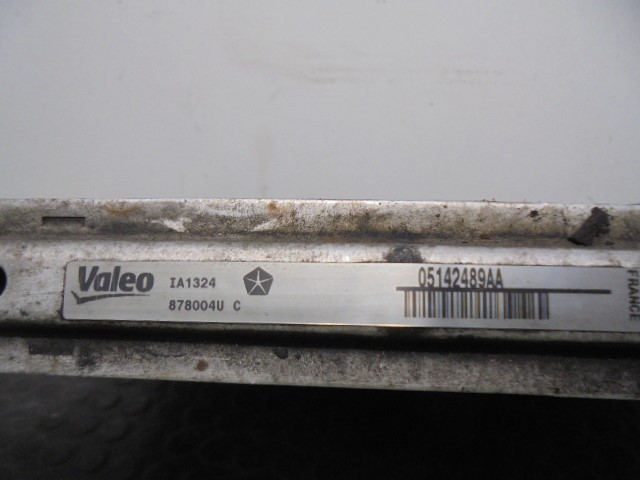 Valeo
IA1324
878004U C
05142489AA
FRANCE